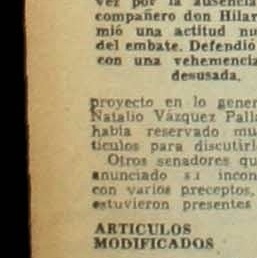 vez por la ausencia
compañero don Hilar
mió una actitud nu
del embate. Defendió
con una vehemencia
desusada.
proyecto en lo gener
Natalio Vázquez Palla
había reservado mu
tículos para discutirl
Otros senadores qu
anunciado su incon
con varios preceptos,
estuvieron presentes
ARTICULOS
MODIFICADOS